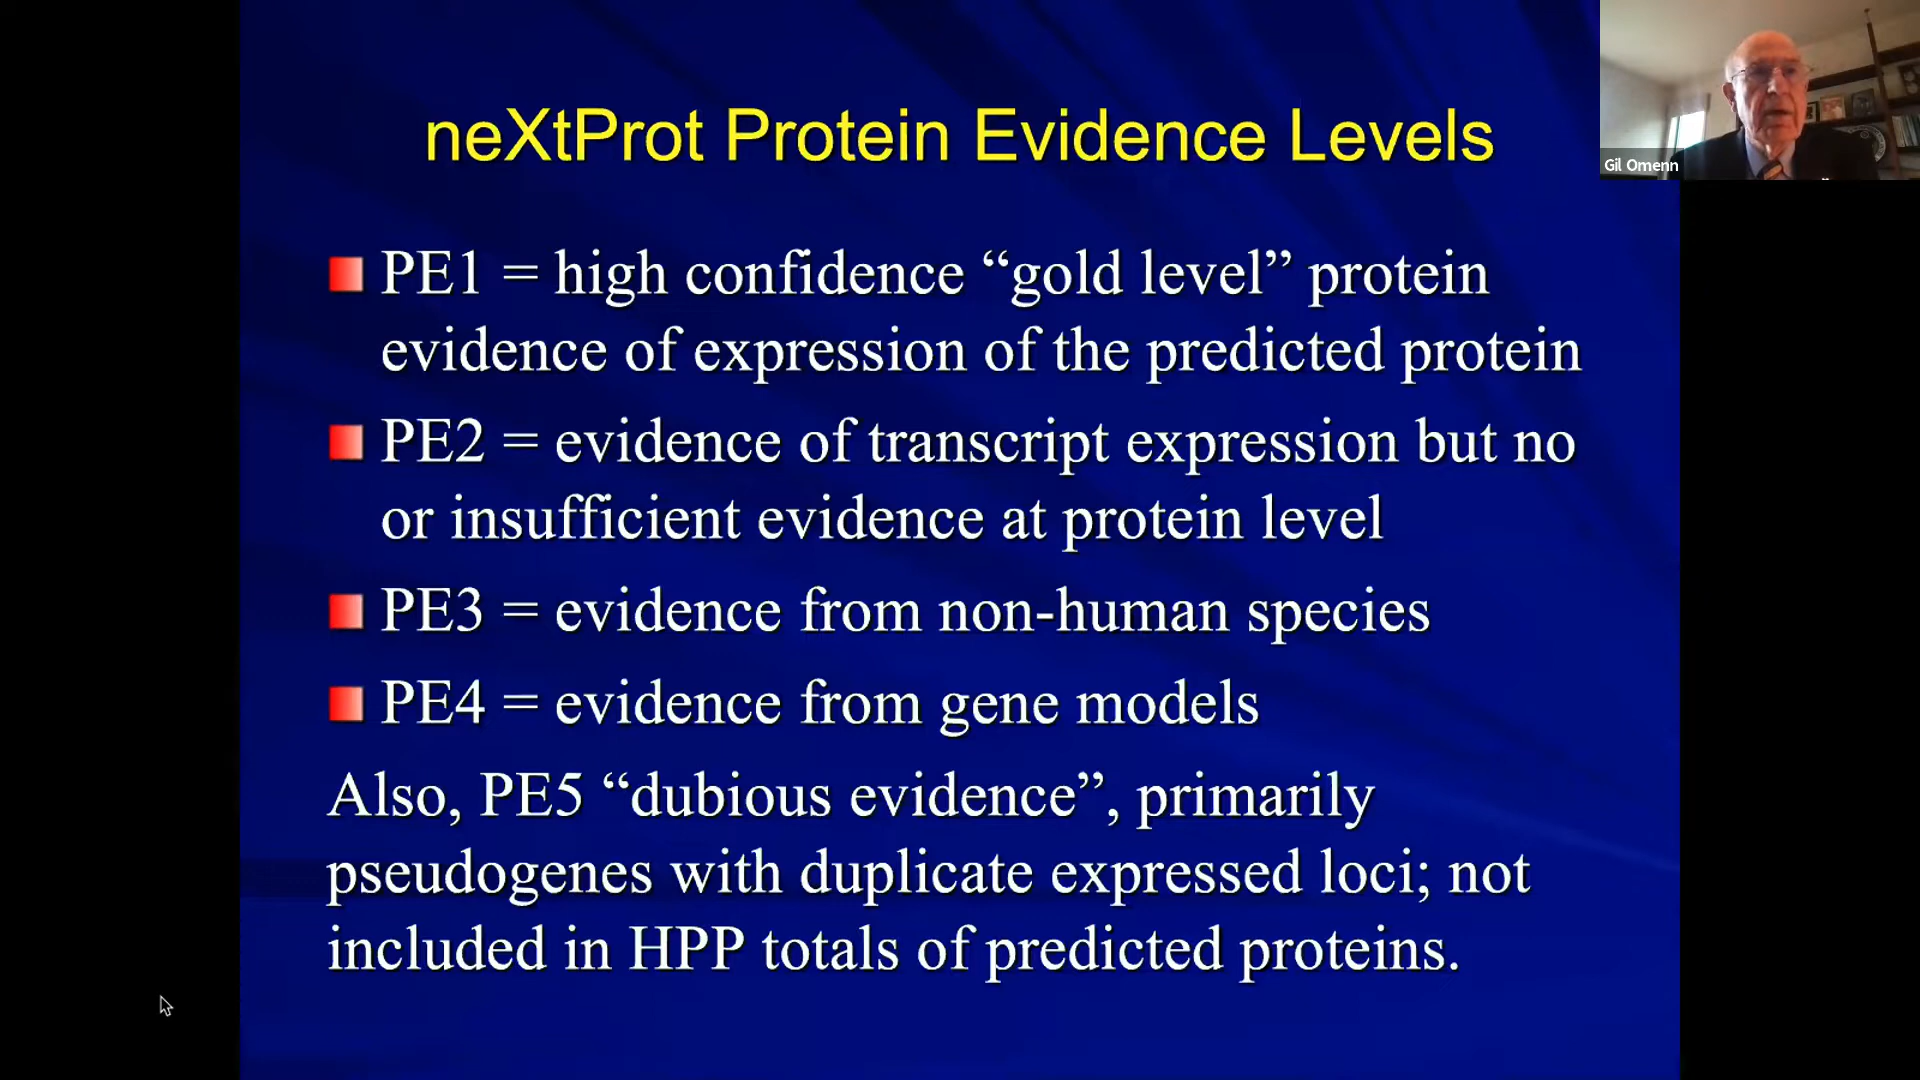 neXtProt Protein Evidence Levels
Gil Omenn
PE1 = high confidence “gold level” protein
evidence of expression of the predicted protein
PE2 = evidence of transcript expression but no
or insufficient evidence at protein level
PE3 = evidence from non-human species
PE4 = evidence from gene models
Also, PE5 “dubious evidence”, primarily
pseudogenes with duplicate expressed loci; not
included in HPP totals of predicted proteins.